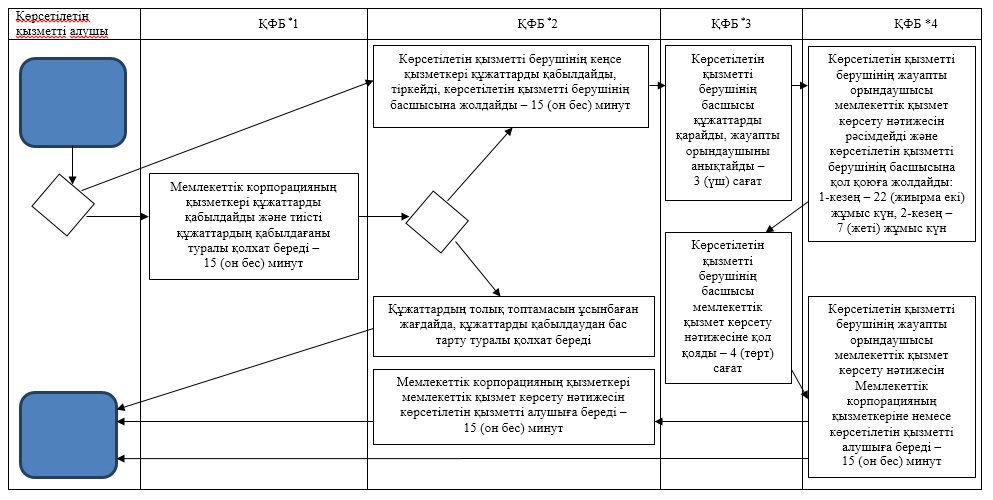 Көрсетілетін
қызметті алушы
ҚФБ *1
ҚФБ *2
ҚФБ *3
ҚФБ *4
Мемлекеттік корпорацияның
қызметкері құжаттарды
қабылдайды және тиісті
құжаттардың қабылдағаны
туралы қолхат береді –
15 (он бес) минут
Көрсетілетін қызметті берушінің кеңсе
қызметкері құжаттарды қабылдайды,
тіркейді, көрсетілетін қызметті берушінің
басшысына жолдайды – 15 (он бес) минут
Құжаттардың толық топтамасын ұсынбаған
жағдайда, құжаттарды қабылдаудан бас
тарту туралы қолхат береді
Мемлекеттік корпорацияның қызметкері
мемлекеттік қызмет көрсету нәтижесін
көрсетілетін қызметті алушыға береді –
15 (он бес) минут
Көрсетілетін
қызметті
берушінің
басшысы
құжаттарды
қарайды, жауапты
орындаушыны
анықтайды –
3 (үш) сағат
Көрсетілетін
қызметті
берушінің
басшысы
мемлекеттік
қызмет көрсету
нәтижесіне қол
қояды – 4 (төрт)
сағат
Көрсетілетін қызметті
берушінің жауапты
орындаушысы
мемлекеттік қызмет
көрсету нәтижесін
рәсімдейді және
көрсетілетін қызметті
берушінің басшысына
қол қоюға жолдайды:
1-кезең – 22 (жиырма екі)
жұмыс күн, 2-кезең –
7 (жеті) жұмыс күн
Көрсетілетін қызметті
берушінің жауапты
орындаушысы
мемлекеттік қызмет
көрсету нәтижесін
Мемлекеттік
корпорацияның
қызметкеріне немесе
көрсетілетін қызметті
алушыға береді –
15 (он бес) минут